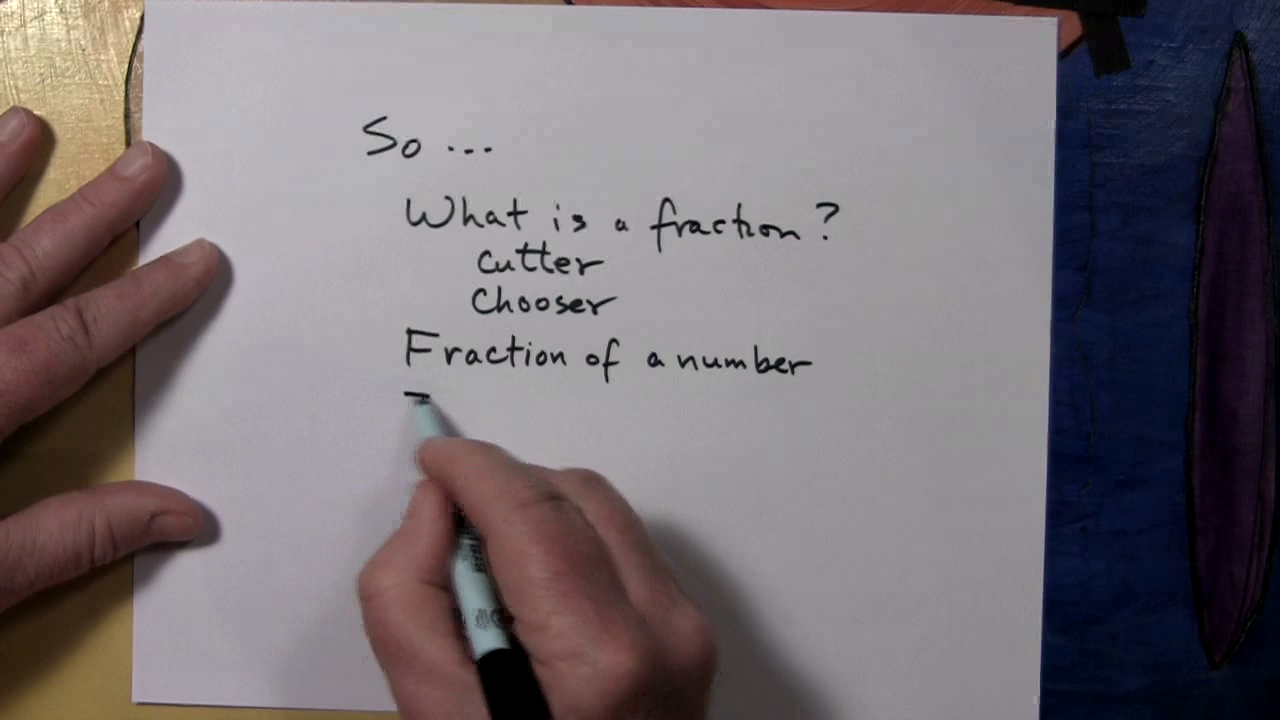 So ...
What is a fraction?
Cutter
Chooser
Fraction of a number